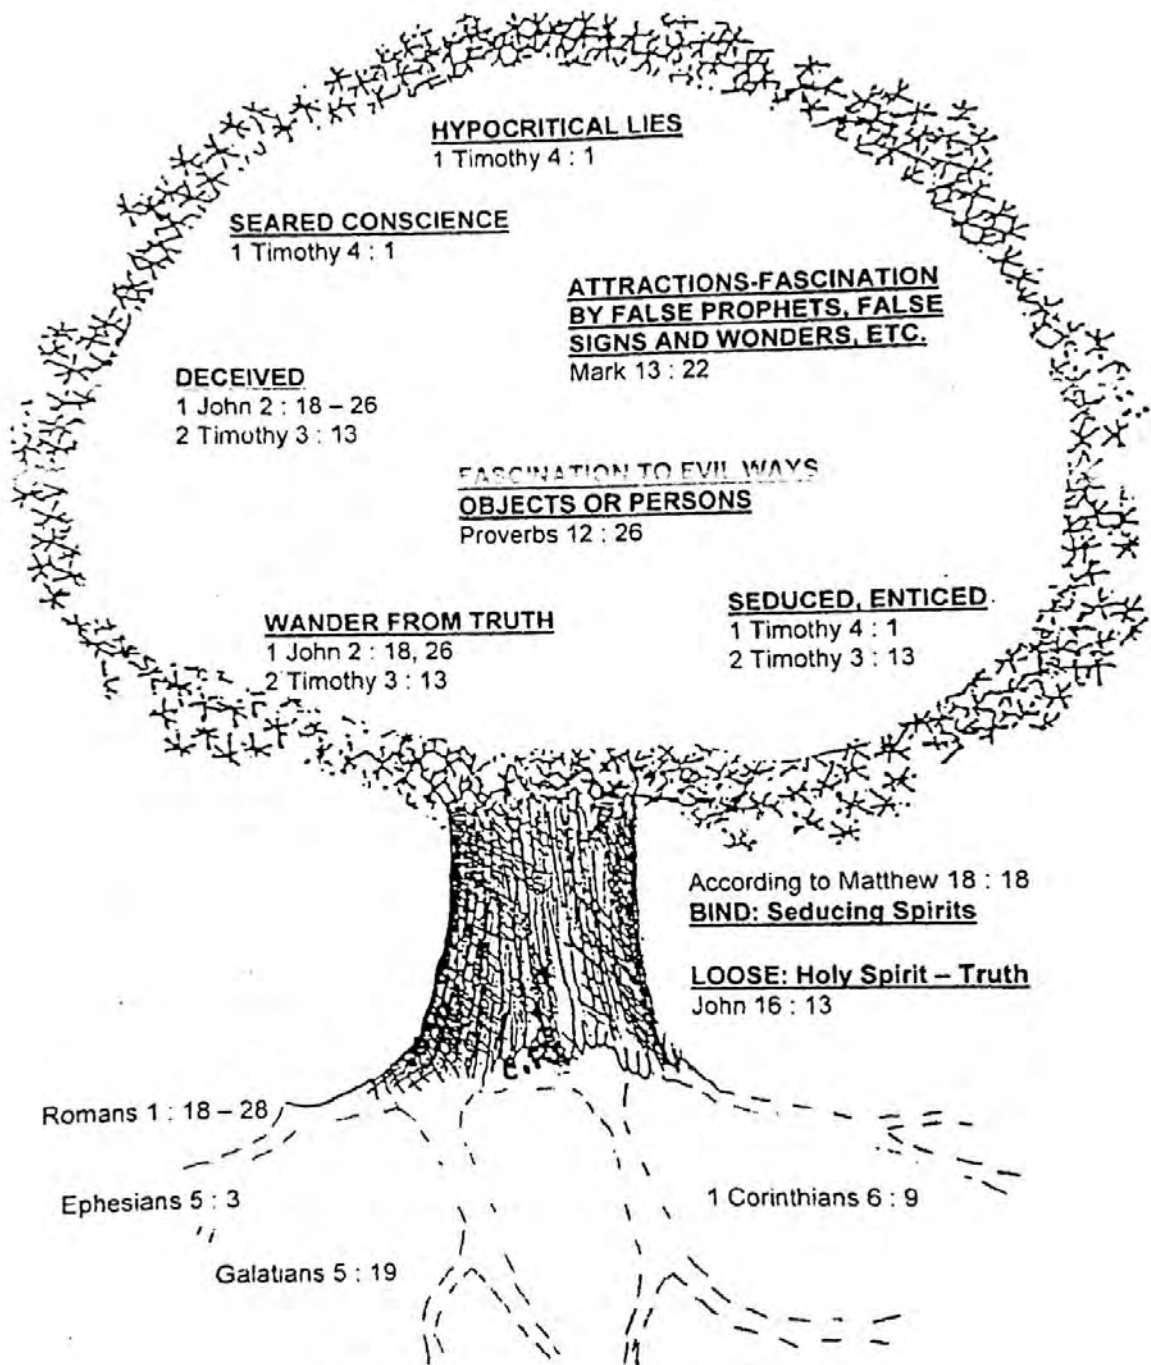 HYPOCRITICAL LIES
1 Timothy 4 : 1
SEARED CONSCIENCE
1 Timothy 4 : 1
ATTRACTIONS-FASCINATION
BY FALSE PROPHETS, FALSE
SIGNS AND WONDERS, ETC.
Mark 13 : 22
DECEIVED
1 John 2 : 18 – 26
2 Timothy 3 : 13
FASCINATION TO EVIL WAYS
OBJECTS OR PERSONS
Proverbs 12 : 26
SEDUCED, ENTICED
1 Timothy 4 : 1
2 Timothy 3 : 13
WANDER FROM TRUTH
1 John 2 : 18, 26
2 Timothy 3 : 13
According to Matthew 18 : 18
BIND: Seducing Spirits
LOOSE: Holy Spirit – Truth
John 16 : 13
Romans 1 : 18 – 28
Ephesians 5 : 3
1 Corinthians 6 : 9
Galatians 5 : 19